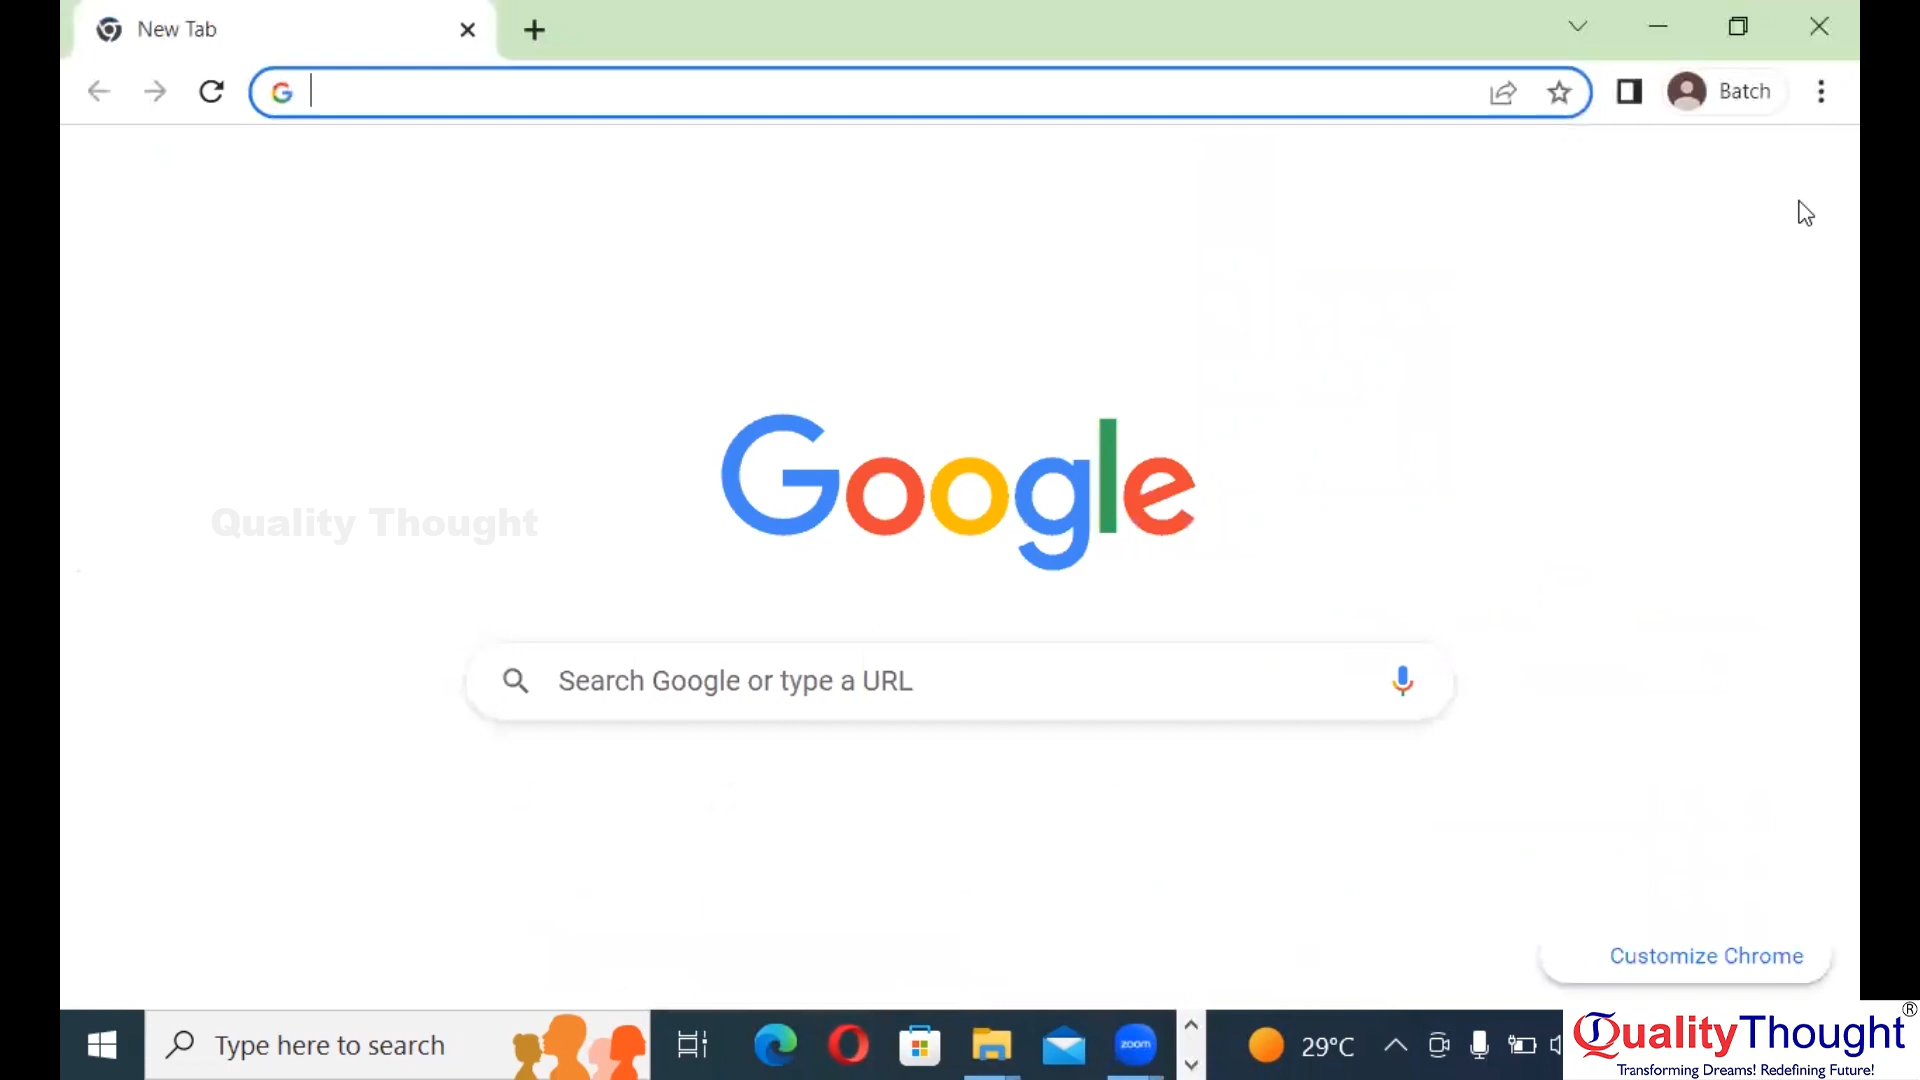 New Tab
Batch
Google
Quality Thought
Search Google or type a URL
Customize Chrome
Type here to search
zoom
29°C
QualityThought®
Transforming Dreams! Redefining Future!